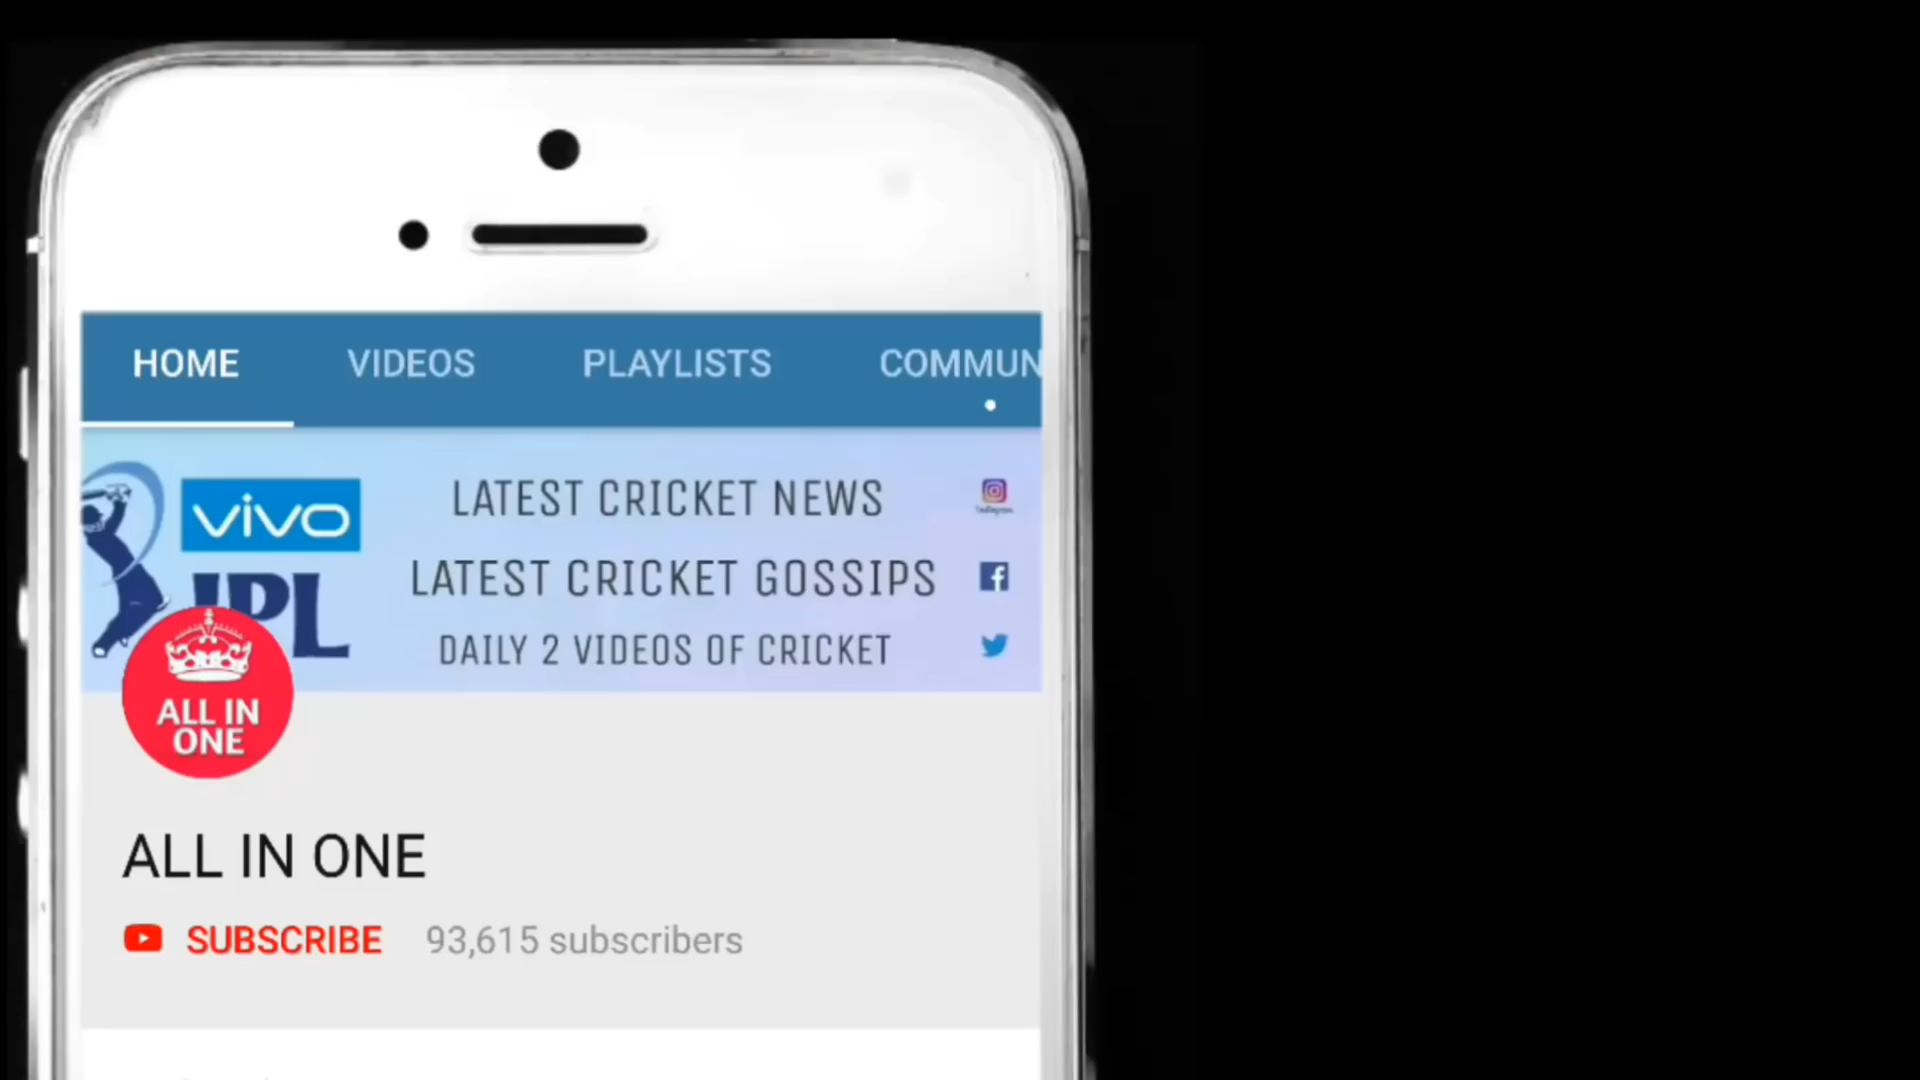 HOME VIDEOS PLAYLISTS COMMUN
vivo
IPL
LATEST CRICKET NEWS
LATEST CRICKET GOSSIPS
DAILY 2 VIDEOS OF CRICKET
ALL IN
ONE
ALL IN ONE
SUBSCRIBE 93,615 subscribers